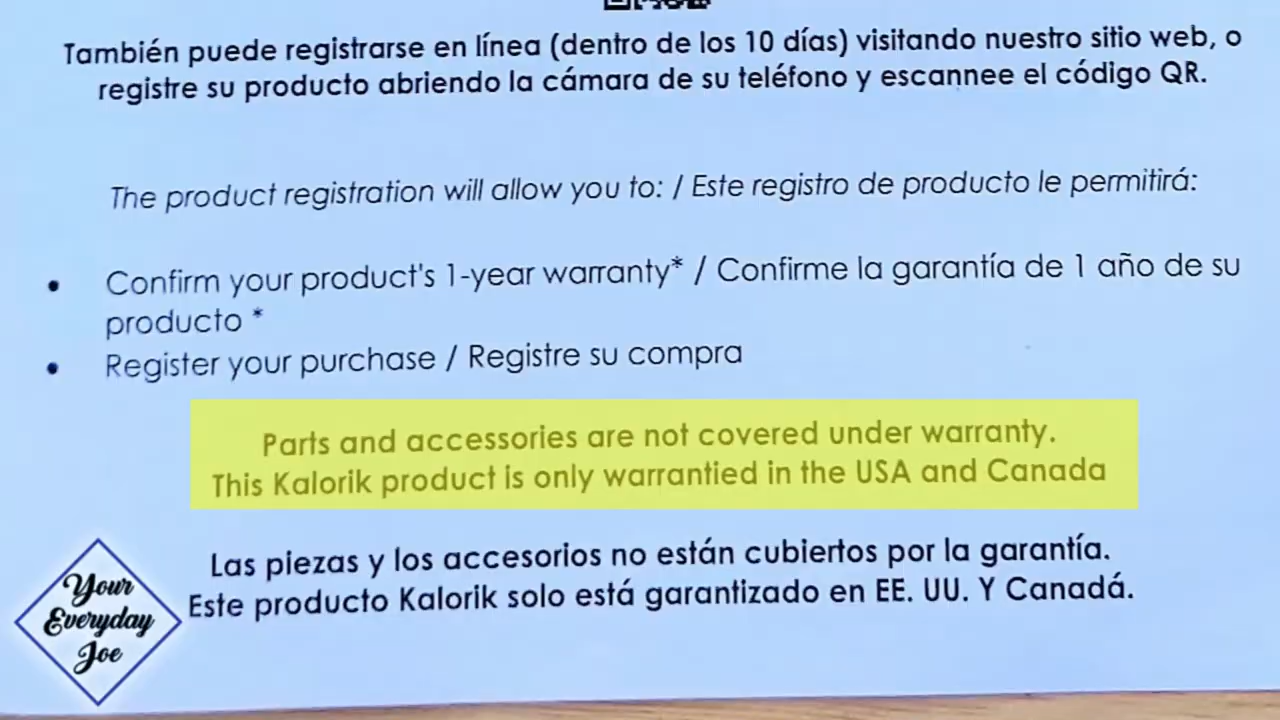 También puede registrarse en línea (dentro de los 10 días) visitando nuestro sitio web, o
registre su producto abriendo la cámara de su teléfono y escannee el código QR.
The product registration will allow you to: / Este registro de producto le permitirá:
• Confirm your product's 1-year warranty* / Confirme la garantía de 1 año de su
producto *
• Register your purchase / Registre su compra
Parts and accessories are not covered under warranty.
This Kalorik product is only warrantied in the USA and Canada
Las piezas y los accesorios no están cubiertos por la garantía.
Este producto Kalorik solo está garantizado en EE. UU. Y Canadá.
Your
Everyday
Joe